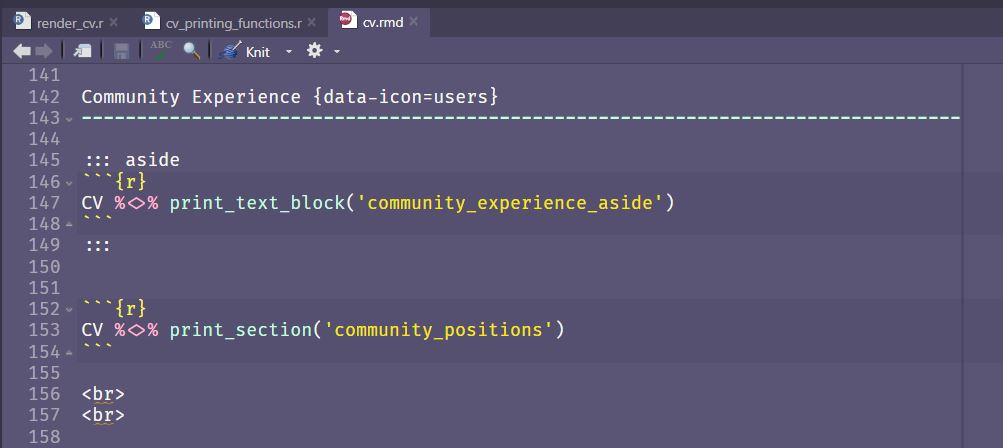 render_cv.r × cv_printing_functions.r × cv.rmd ×
ABC Knit
141
142 Community Experience {data-icon=users}
143 --------------------------------------------------------------------------------
144
145 ::: aside
146 ```{r}
147 CV %<>% print_text_block('community_experience_aside')
148 ```
149 :::
150
151
152 ```{r}
153 CV %<>% print_section('community_positions')
154 ```
155
156 <br>
157 <br>
158